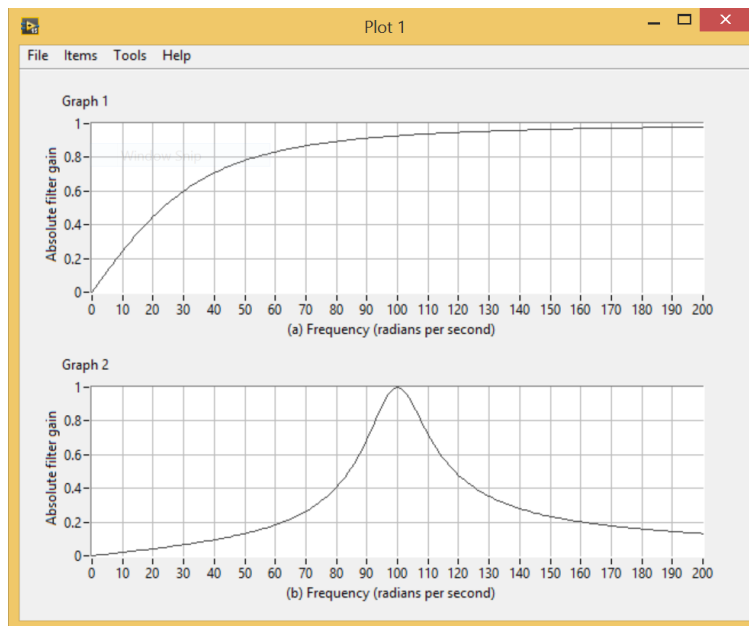 Plot 1
File Items Tools Help
Graph 1
Absolute filter gain
1
0.8
0.6
0.4
0.2
0
Window Snip
0 10 20 30 40 50 60 70 80 90 100 110 120 130 140 150 160 170 180 190 200
(a) Frequency (radians per second)
Graph 2
Absolute filter gain
1
0.8
0.6
0.4
0.2
0
0 10 20 30 40 50 60 70 80 90 100 110 120 130 140 150 160 170 180 190 200
(b) Frequency (radians per second)